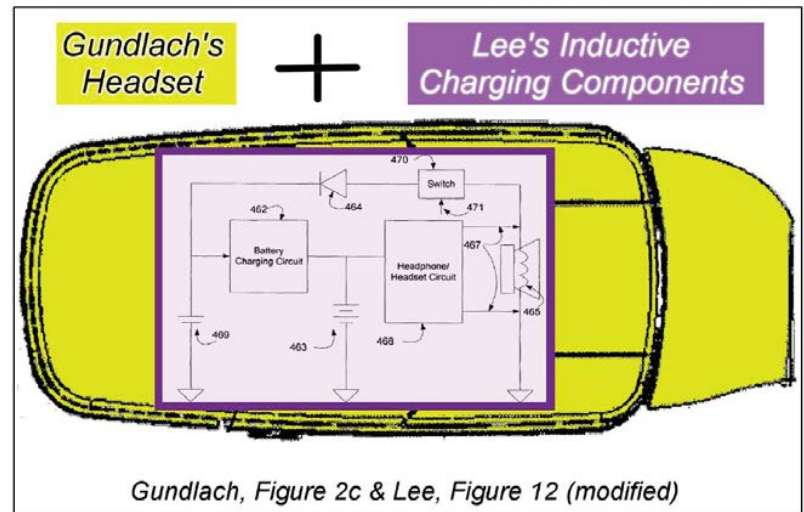 Gundlach's
Headset
+
Lee's Inductive
Charging Components
470
Switch
464
471
462
467
Battery
Charging Circuit
Headphone/
Headset Circuit
469
463
468
465
Gundlach, Figure 2c & Lee, Figure 12 (modified)